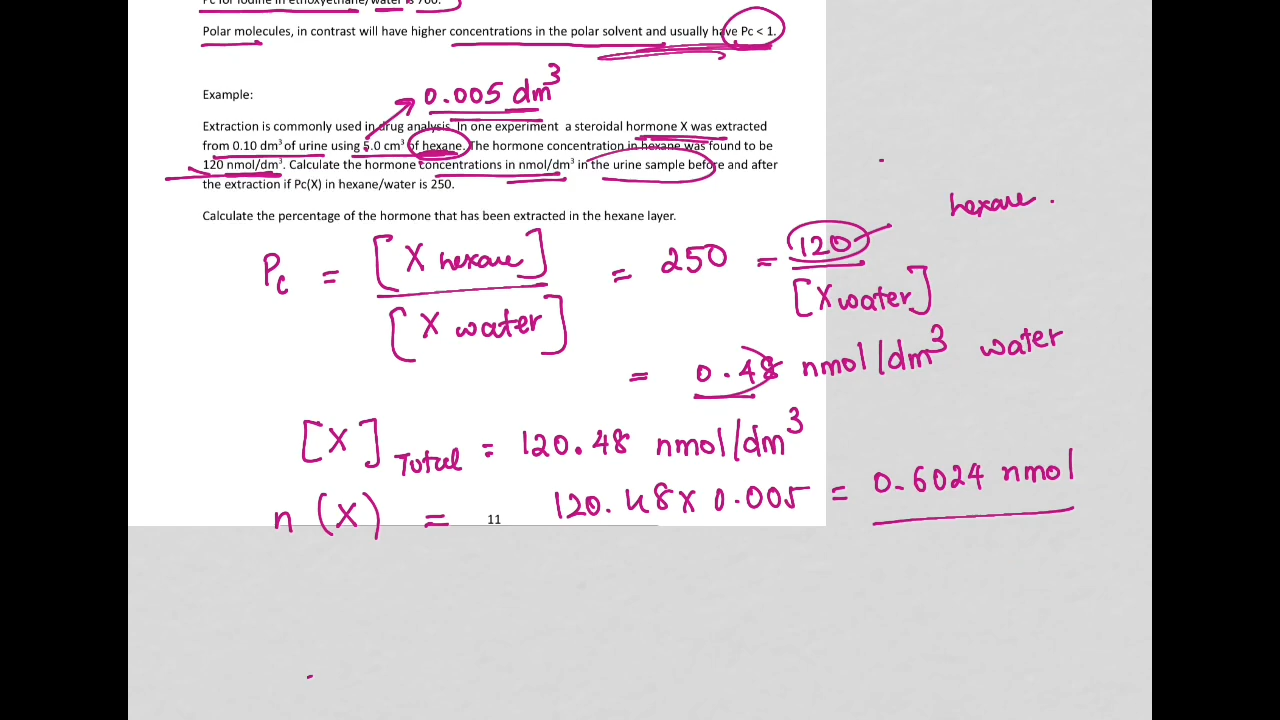 Pc for iodine in ethoxyethane/water is 700.
Polar molecules, in contrast will have higher concentrations in the polar solvent and usually have Pc < 1.
Example:
0.005 dm³
Extraction is commonly used in drug analysis. In one experiment a steroidal hormone X was extracted
from 0.10 dm³ of urine using 5.0 cm³ of hexane. The hormone concentration in hexane was found to be
120 nmol/dm³. Calculate the hormone concentrations in nmol/dm³ in the urine sample before and after
the extraction if Pc(X) in hexane/water is 250.
Calculate the percentage of the hormone that has been extracted in the hexane layer.
hexane.
Pc = [X hexane] / [X water] = 250 = 120 / [X water]
= 0.48 nmol/dm³ water
[X] Total = 120.48 nmol/dm³
n (X) = 120.48 x 0.005 = 0.6024 nmol
11